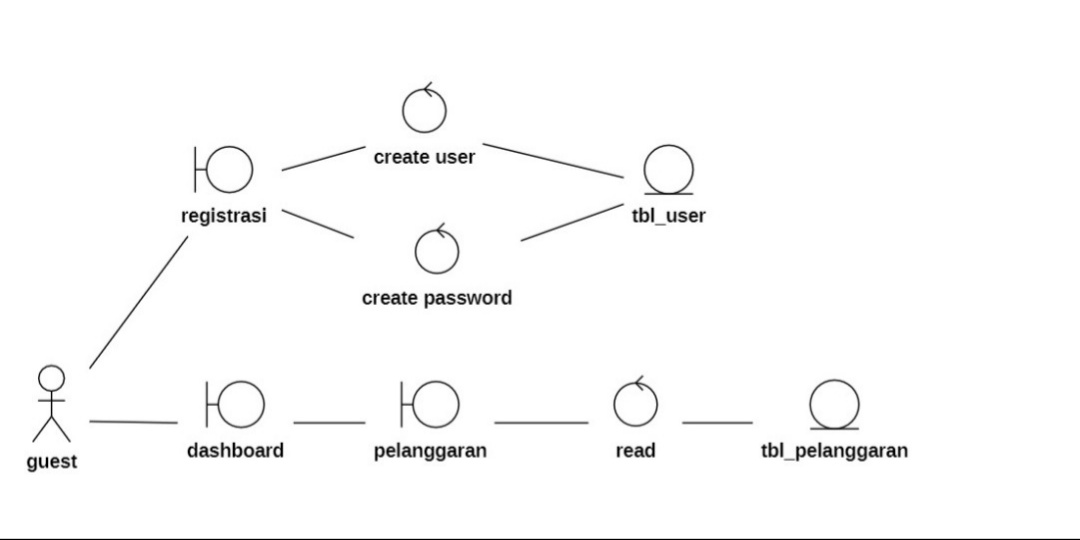 create user
registrasi
tbl_user
create password
guest
dashboard
pelanggaran
read
tbl_pelanggaran